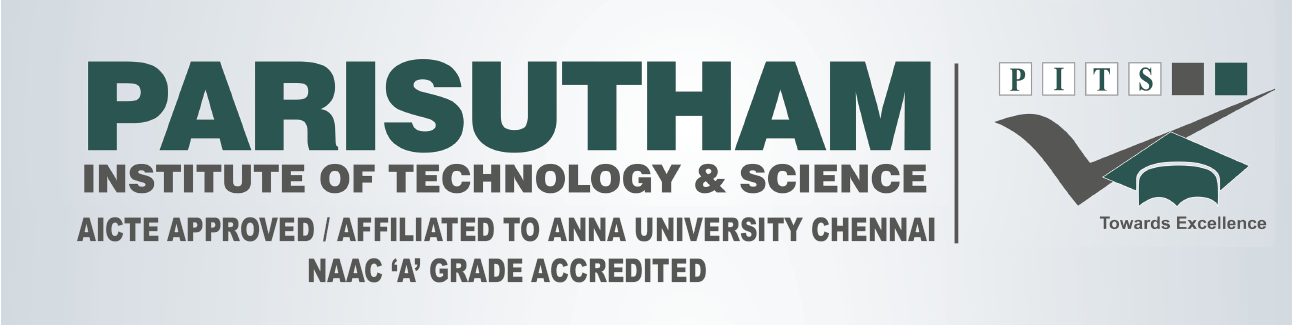 PARISUTHAM
INSTITUTE OF TECHNOLOGY & SCIENCE
AICTE APPROVED / AFFILIATED TO ANNA UNIVERSITY CHENNAI
NAAC ‘A’ GRADE ACCREDITED
P I T S
Towards Excellence